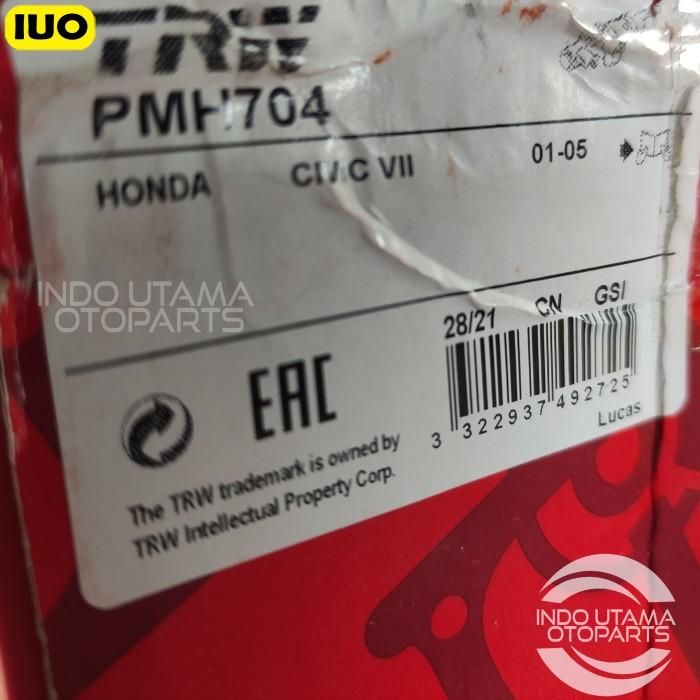 IUO
TRW
PMH704
HONDA CIVIC VII 01-05
INDO UTAMA
OTOPARTS
28/21 CN GS/
EAC
3 322937 492725
Lucas
The TRW trademark is owned by
TRW Intellectual Property Corp.
INDO UTAMA
OTOPARTS